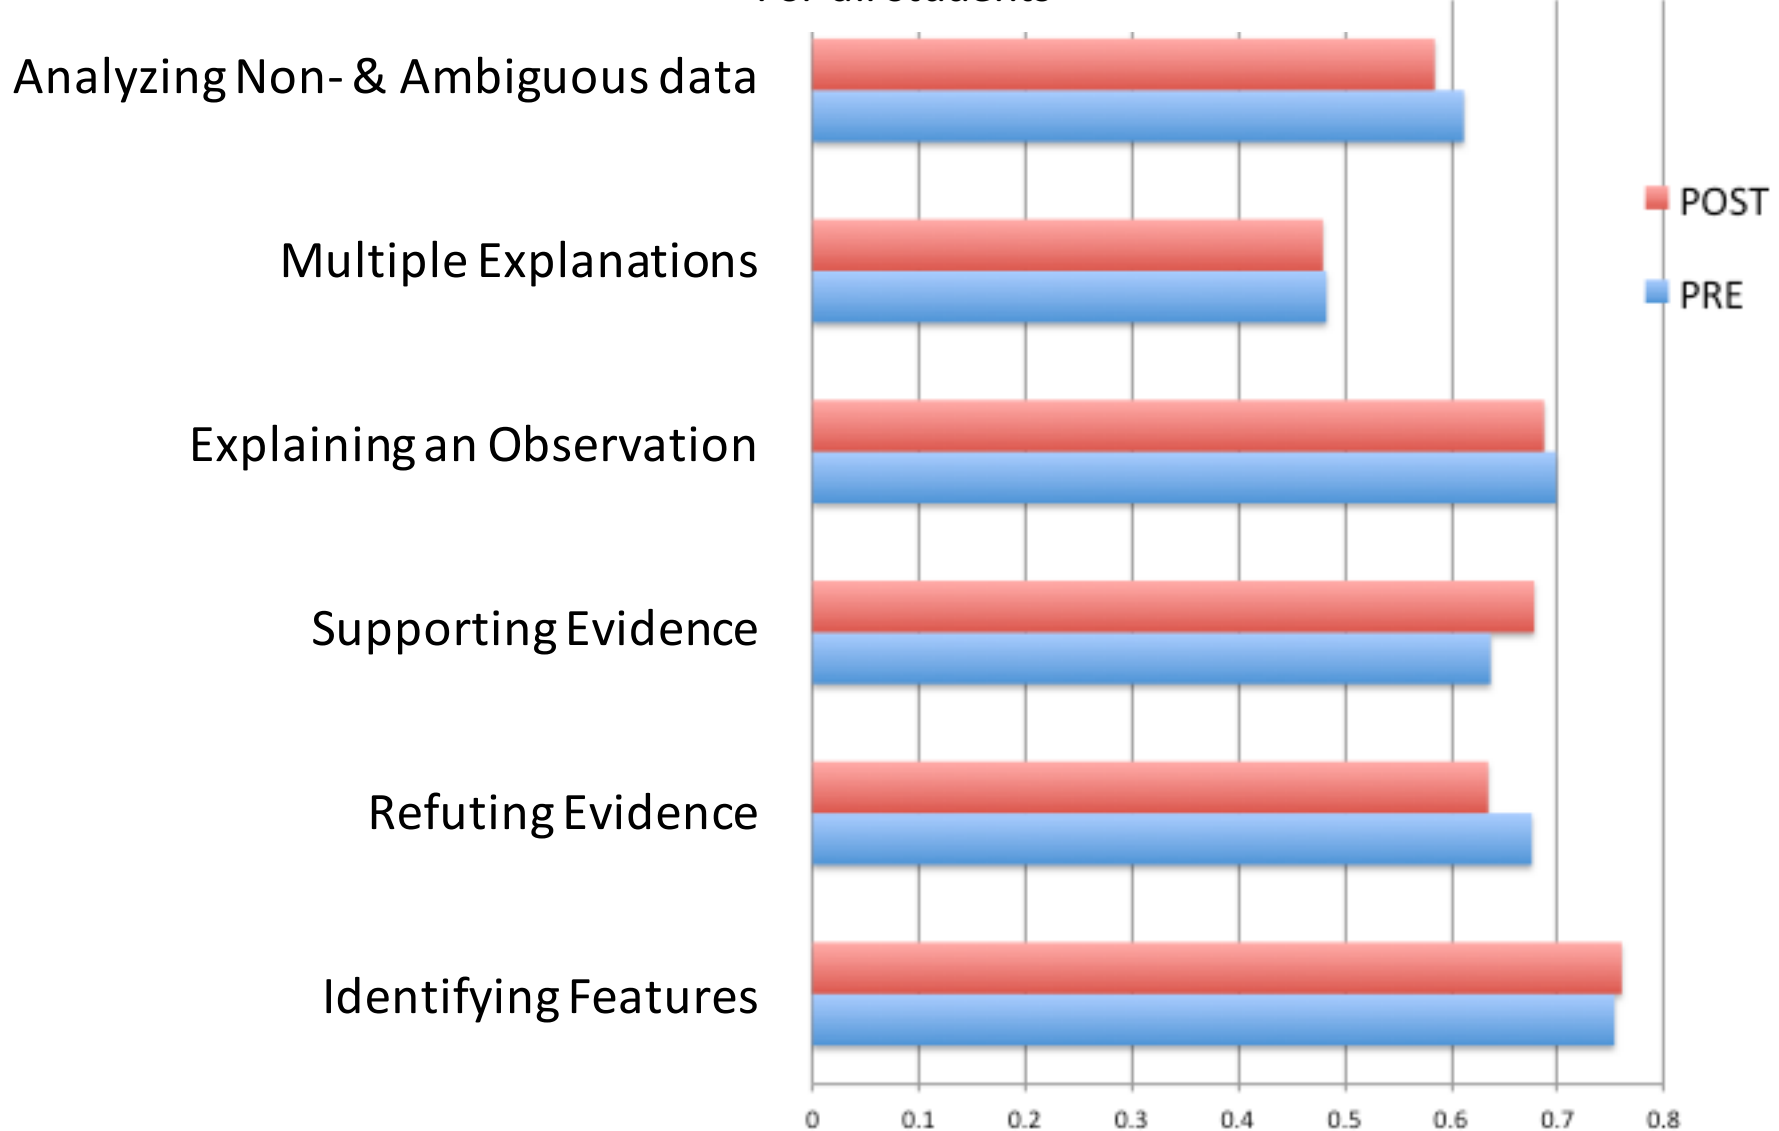 Analyzing Non- & Ambiguous data
Multiple Explanations
Explaining an Observation
Supporting Evidence
Refuting Evidence
Identifying Features
POST
PRE
0 0.1 0.2 0.3 0.4 0.5 0.6 0.7 0.8